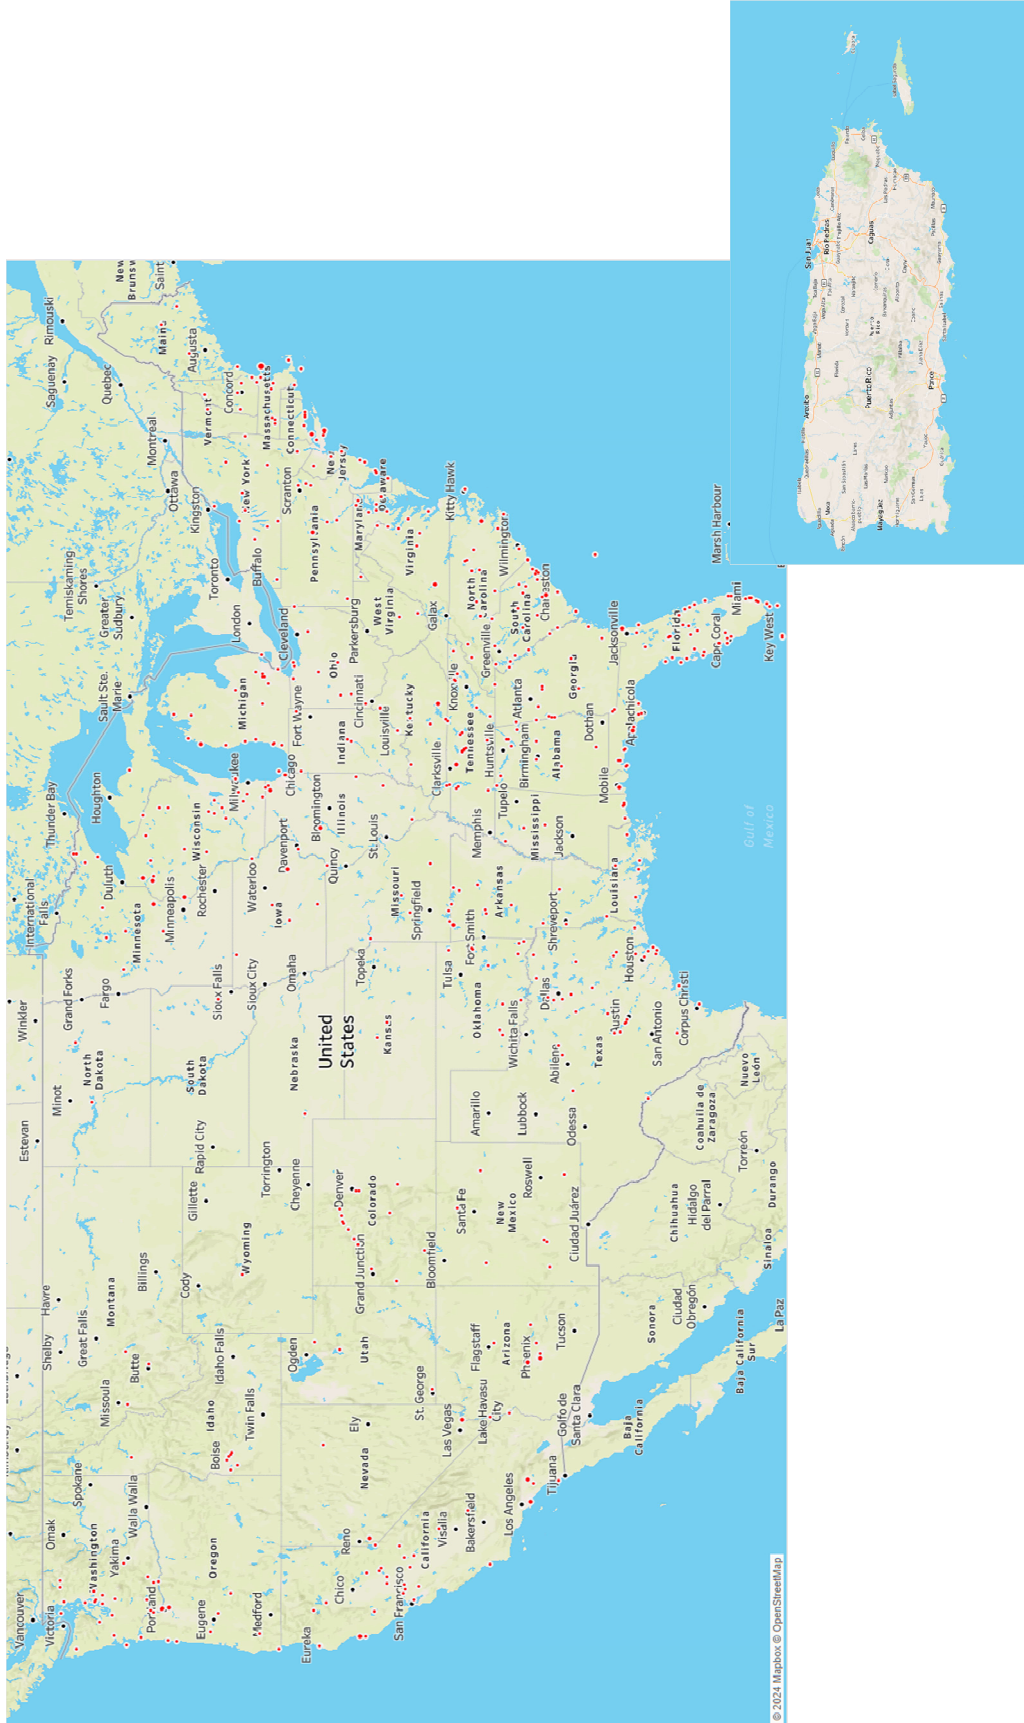 Vancouver
Victoria
Omak
Spokane
Washington
Yakima
Walla Walla
Portland
Oregon
Eugene
Medford
Eureka
Chico
Reno
San Francisco
California
Visalia
Bakersfield
Los Angeles
Tijuana
Nevada
Ely
Las Vegas
Lake Havasu
City
St. George
Golfo de
Santa Clara
Baja
California
Baja California
Sur
La Paz
Boise
Idaho
Twin Falls
Idaho Falls
Missoula
Butte
Great Falls
Shelby
Havre
Montana
Billings
Cody
Gillette
Wyoming
Ogden
Utah
Flagstaff
Arizona
Phoenix
Tucson
Sonora
Ciudad
Obregón
Sinaloa
Durango
Chihuahua
Hidalgo
del Parral
Torreón
Coahuila de
Zaragoza
Nuevo
León
Grand Junction
Colorado
Denver
Bloomfield
Santa Fe
New
Mexico
Roswell
Ciudad Juárez
Torrington
Cheyenne
Rapid City
South
Dakota
Estevan
Minot
North
Dakota
Winkler
Grand Forks
Fargo
Sioux Falls
Sioux City
Nebraska
Omaha
United
States
Kansas
Topeka
Amarillo
Lubbock
Odessa
Abilene
Wichita Falls
Oklahoma
Tulsa
Dallas
Texas
Austin
San Antonio
Corpus Christi
Houston
International
Falls
Duluth
Minnesota
Minneapolis
Rochester
Waterloo
Iowa
Davenport
Quincy
Missouri
Springfield
St. Louis
Fort Smith
Arkansas
Shreveport
Louisiana
Thunder Bay
Houghton
Wisconsin
Milwaukee
Chicago
Bloomington
Illinois
Memphis
Tupelo
Mississippi
Jackson
Mobile
Sault Ste.
Marie
Michigan
Fort Wayne
Indiana
Louisville
Kentucky
Clarksville
Tennessee
Huntsville
Birmingham
Alabama
Dothan
Apalachicola
Temiskaming
Shores
Greater
Sudbury
Toronto
London
Buffalo
Cleveland
Ohio
Cincinnati
Parkersburg
West
Virginia
Galax
Knoxville
Greenville
Atlanta
Georgia
South
Carolina
North
Carolina
Charleston
Wilmington
Jacksonville
Florida
Cape Coral
Miami
Key West
Marsh Harbour
Gulf of
Mexico
Saguenay
Rimouski
Quebec
Montreal
Ottawa
Kingston
New
Brunsw
Saint
Maine
Augusta
Vermont
Concord
Massachusetts
Connecticut
New York
Scranton
Pennsylvania
New
Jersey
Maryland
Delaware
Virginia
Kitty Hawk
San Juan
Río Piedras
Caguas
Arecibo
Puerto Rico
Ponce
Mayagüez
© 2024 Mapbox © OpenStreetMap